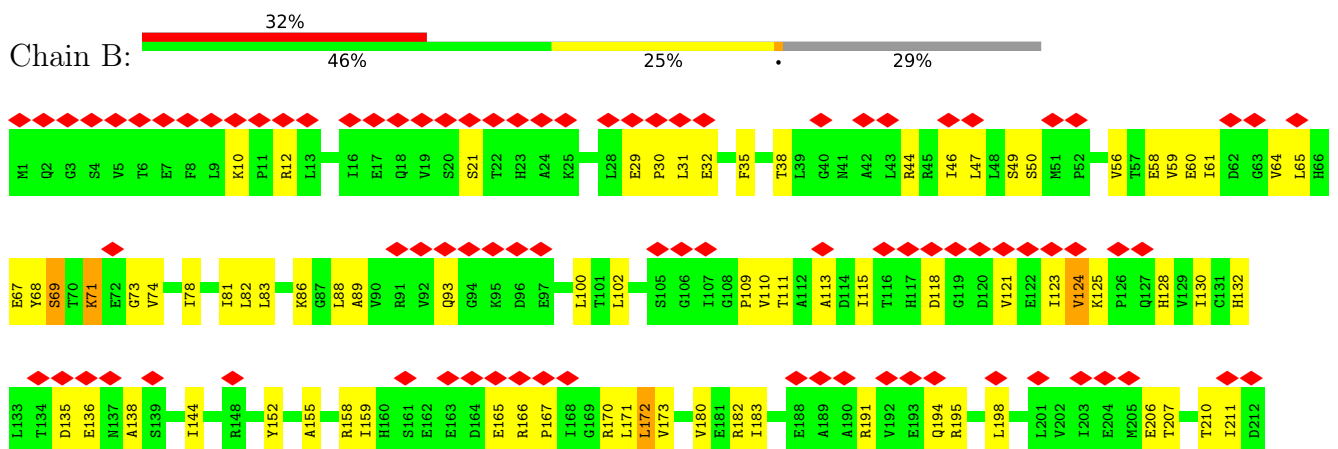 32%
Chain B:
46% 25% • 29%
M1 Q2 G3 S4 V5 T6 E7 F8 L9 K10 P11 R12 L13 I16 E17 Q18 V19 S20 S21 T22 H23 A24 K25 L28 E29 P30 L31 E32 F35 T38 L39 G40 N41 A42 L43 R44 R45 I46 L47 L48 S49 S50 M51 P52 V56 T57 E58 V59 E60 I61 D62 G63 V64 L65 H66
E67 Y68 S69 T70 K71 E72 G73 V74 I78 I81 L82 L83 K86 G87 L88 A89 V90 R91 V92 Q93 G94 K95 D96 E97 L100 T101 L102 S105 G106 I107 G108 P109 V110 T111 A112 A113 D114 I115 T116 H117 D118 G119 D120 V121 E122 I123 V124 K125 P126 Q127 H128 V129 I130 C131 H132
L133 T134 D135 E136 N137 A138 S139 I144 R148 Y152 A155 R158 I159 H160 S161 E162 E163 D164 E165 R166 P167 I168 G169 R170 L171 L172 V173 V180 E181 R182 I183 E188 A189 A190 R191 V192 E193 Q194 R195 L198 L201 V202 I203 E204 M205 E206 T207 T210 I211 D212